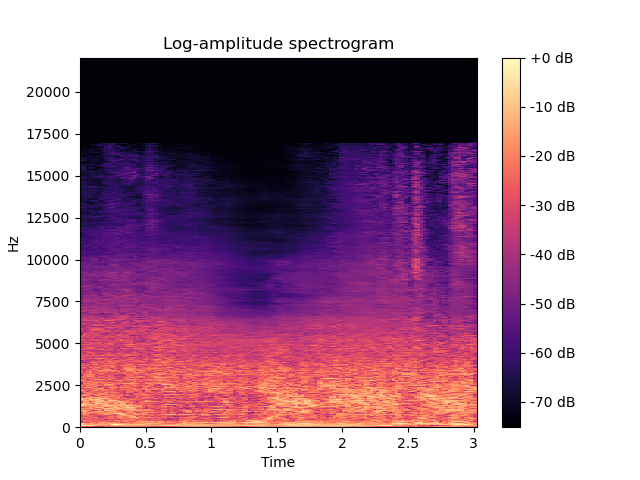 Log-amplitude spectrogram
Hz
20000
17500
15000
12500
10000
7500
5000
2500
0
0 0.5 1 1.5 2 2.5 3
Time
+0 dB
-10 dB
-20 dB
-30 dB
-40 dB
-50 dB
-60 dB
-70 dB